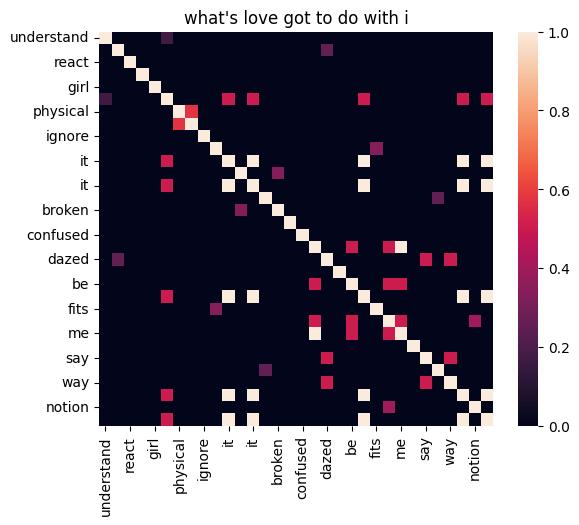 what's love got to do with i
understand
react
girl
physical
ignore
it
it
broken
confused
dazed
be
fits
me
say
way
notion
1.0
0.8
0.6
0.4
0.2
0.0
understand
react
girl
physical
ignore
it
it
broken
confused
dazed
be
fits
me
say
way
notion